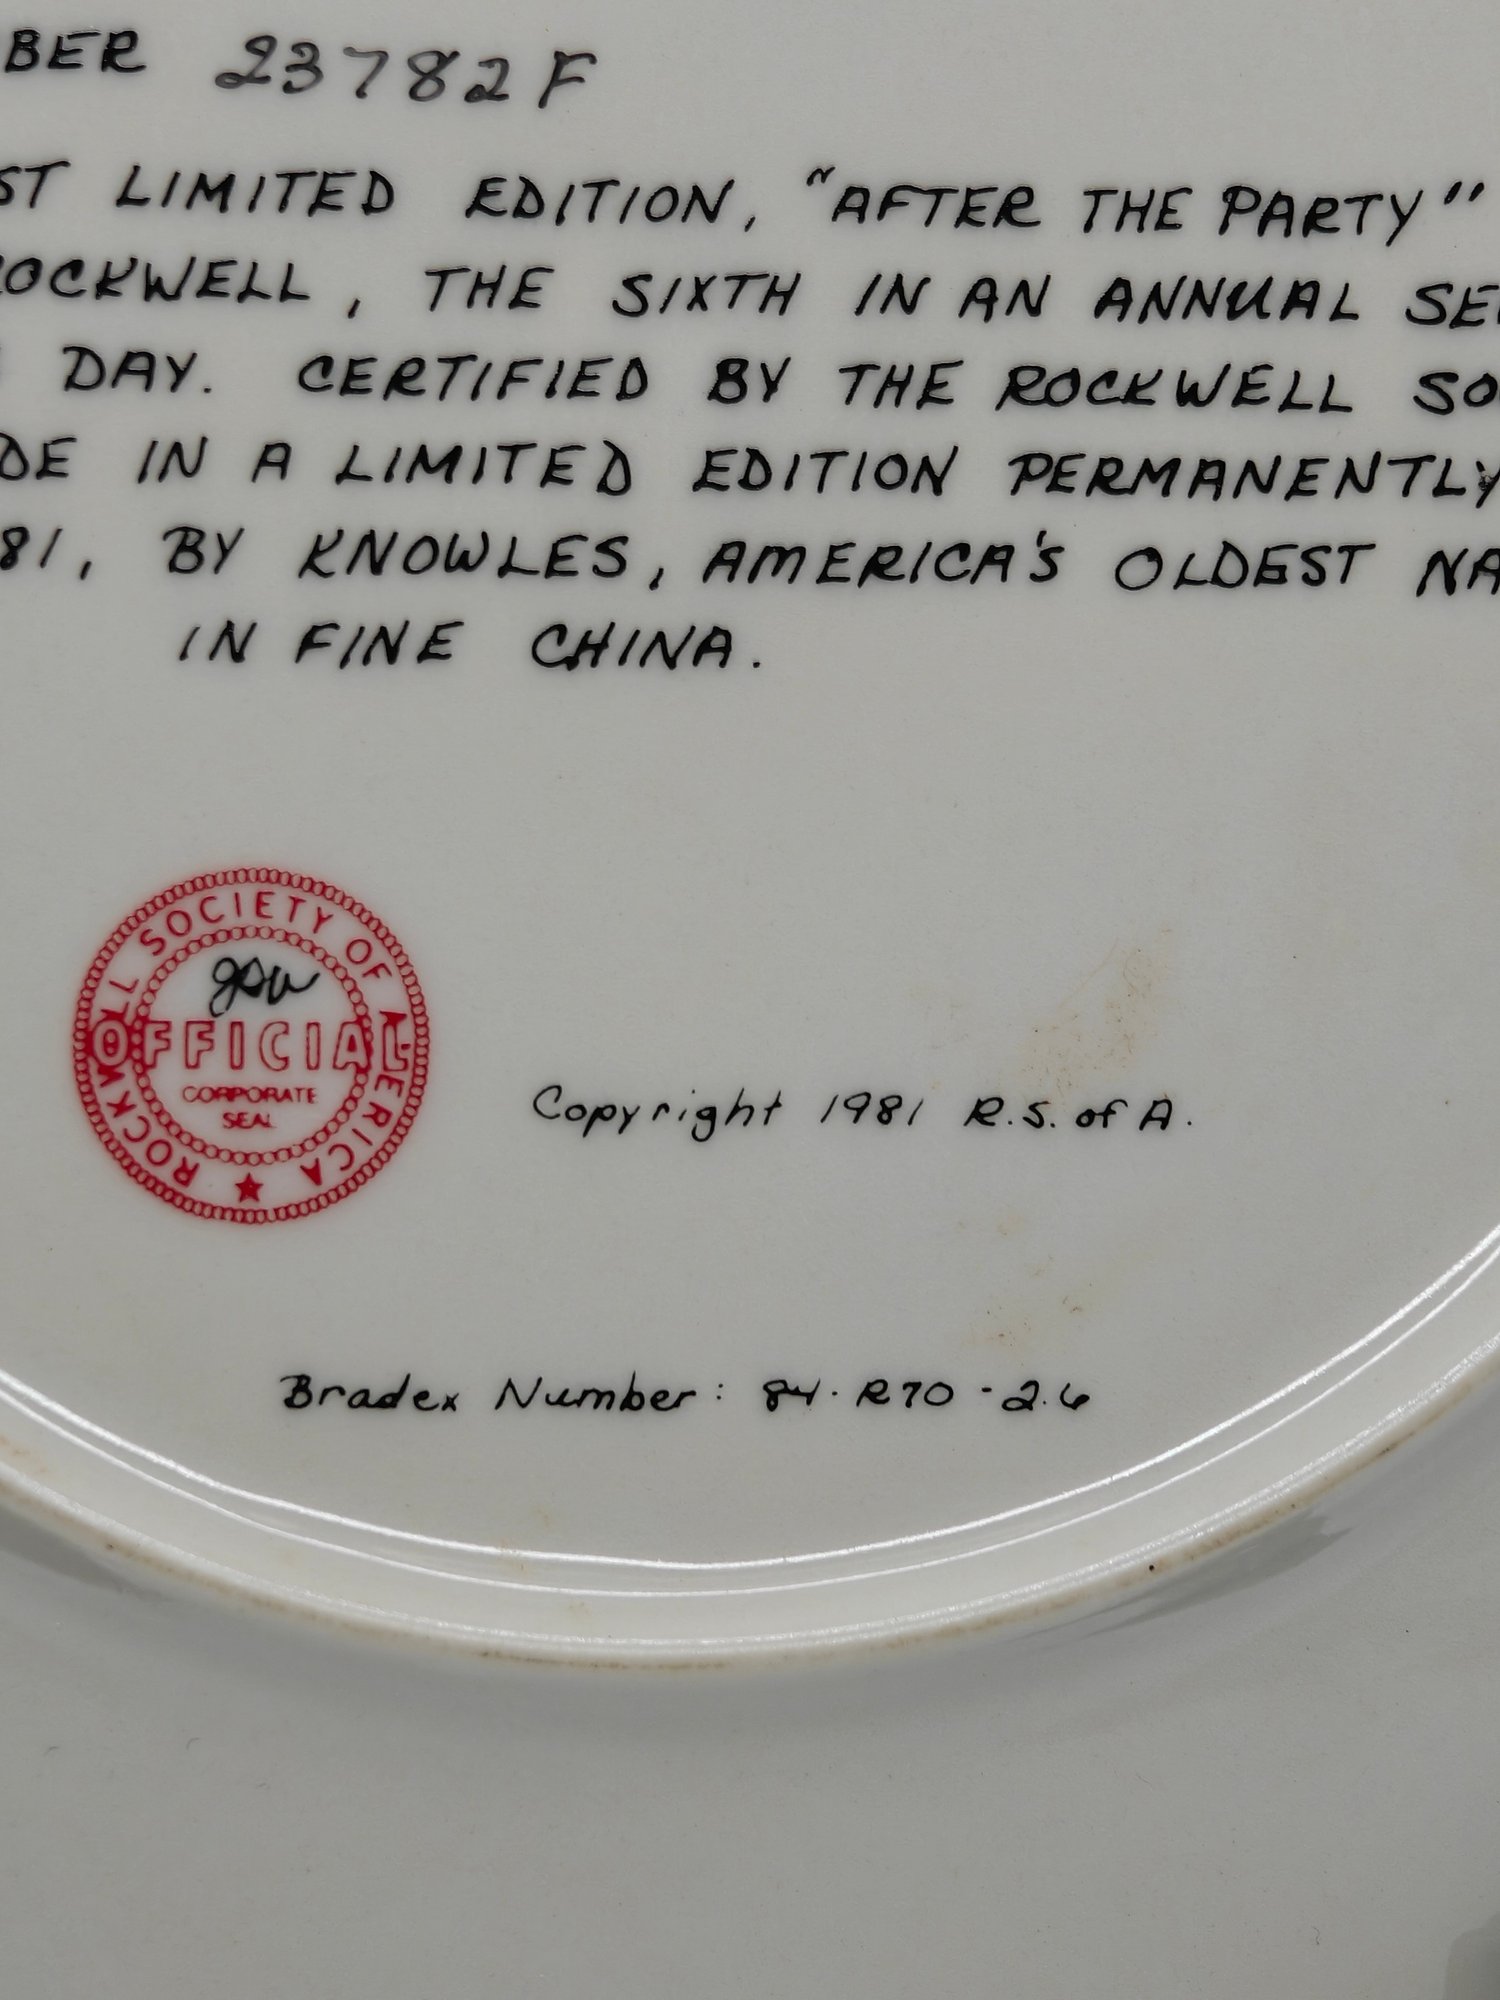 BER 23782F
ST LIMITED EDITION, "AFTER THE PARTY"
OCKWELL, THE SIXTH IN AN ANNUAL SE
DAY. CERTIFIED BY THE ROCKWELL SO
DE IN A LIMITED EDITION PERMANENTLY
81, BY KNOWLES, AMERICA'S OLDEST NA
IN FINE CHINA.
ROCKWELL SOCIETY OF AMERICA ★
OFFICIAL
CORPORATE
SEAL
Copyright 1981 R.S. of A.
Bradex Number: 84-R70-2.6